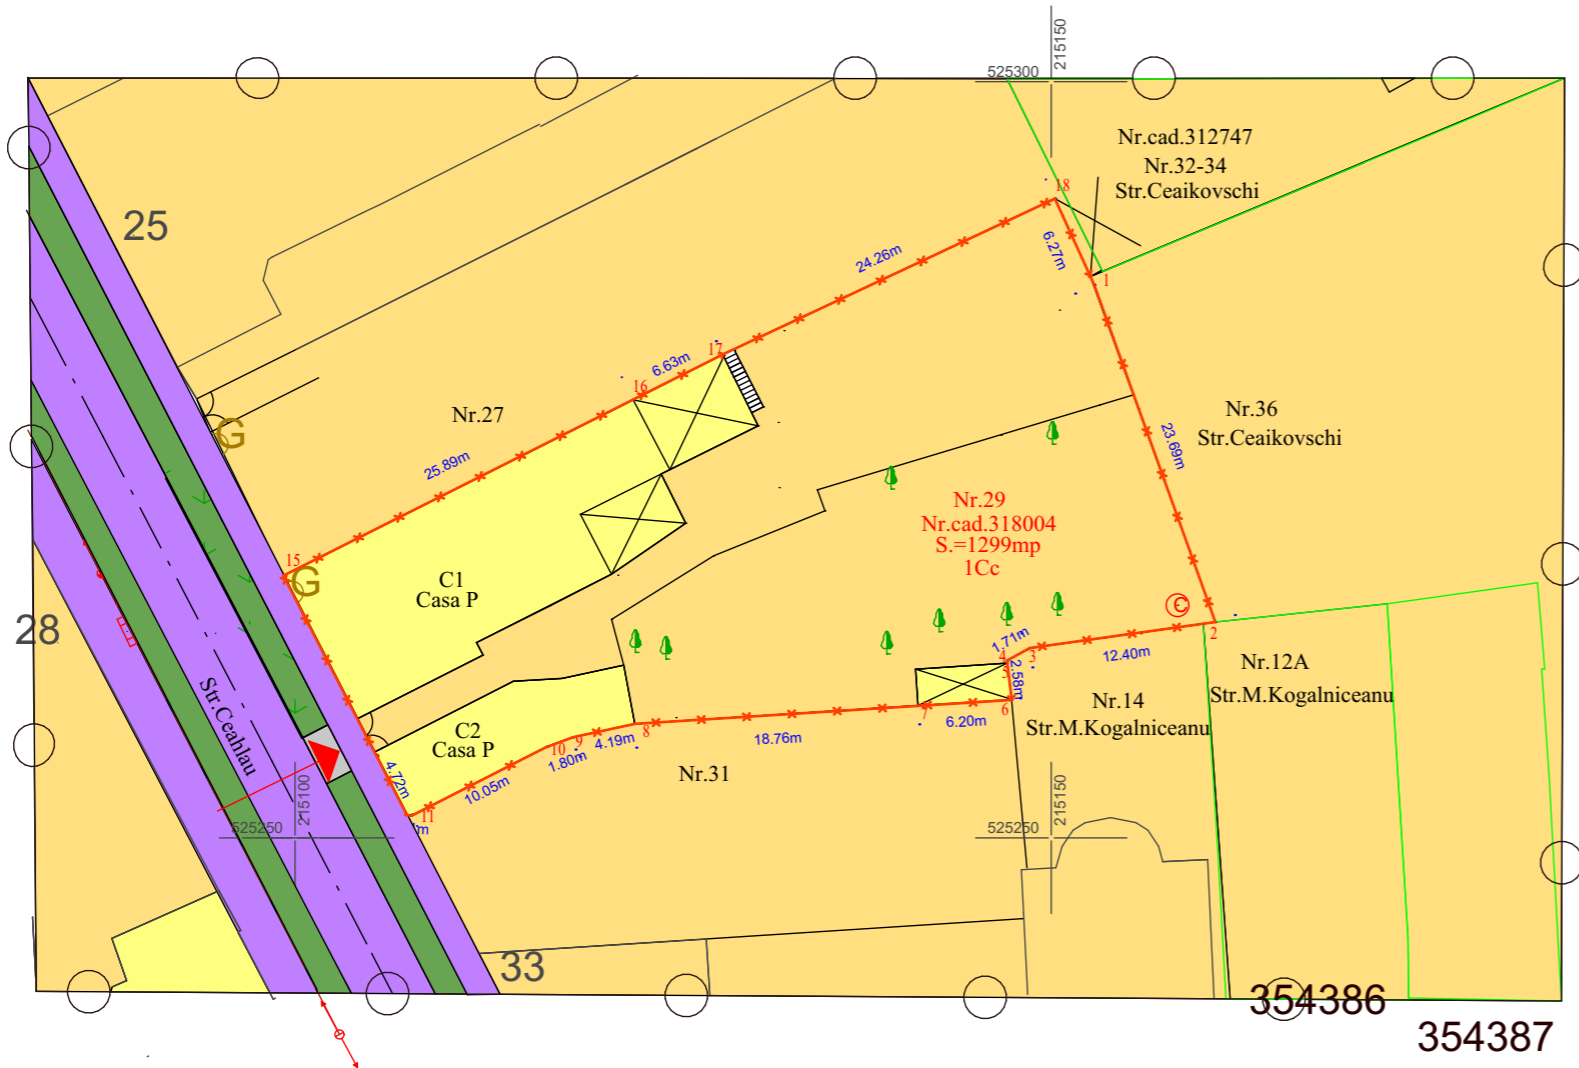 215150
525300
Nr.cad.312747
Nr.32-34
Str.Ceaikovschi
25
18
6.27m
24.26m
1
17
6.63m
16
Nr.27
Nr.36
Str.Ceaikovschi
G
25.89m
23.69m
Nr.29
Nr.cad.318004
S.=1299mp
1Cc
15
G
C1
Casa P
C
28
2
1.71m
4
3
12.40m
5
2.58m
Nr.12A
Str.M.Kogalniceanu
Nr.14
Str.M.Kogalniceanu
Str.Ceahlau
C2
Casa P
7
6
6.20m
8
18.76m
9
4.19m
10
1.80m
Nr.31
4.72m
10.05m
11
215100
525250
215150
525250
33
354386
354387